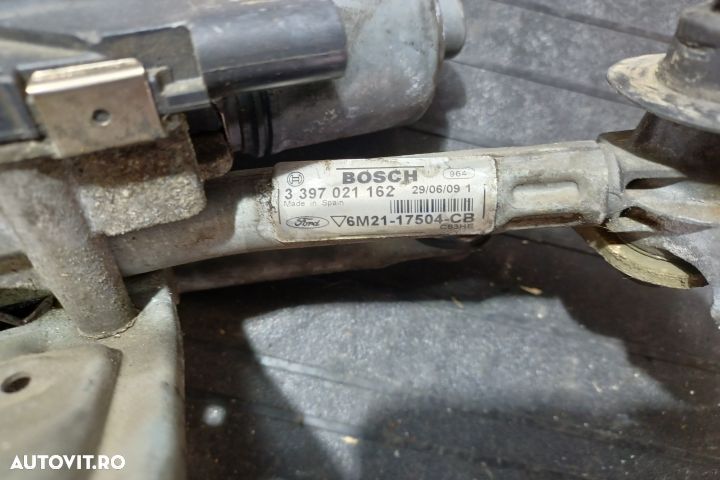 BOSCH 964
3 397 021 162 29/06/09 1
Made in Spain
Ford ▽6M21-17504-CB
C83HE
AUTOVIT.RO